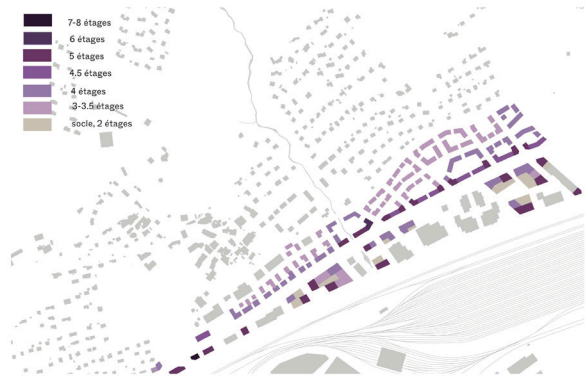 7-8 étages
6 étages
5 étages
4.5 étages
4 étages
3-3.5 étages
socle, 2 étages